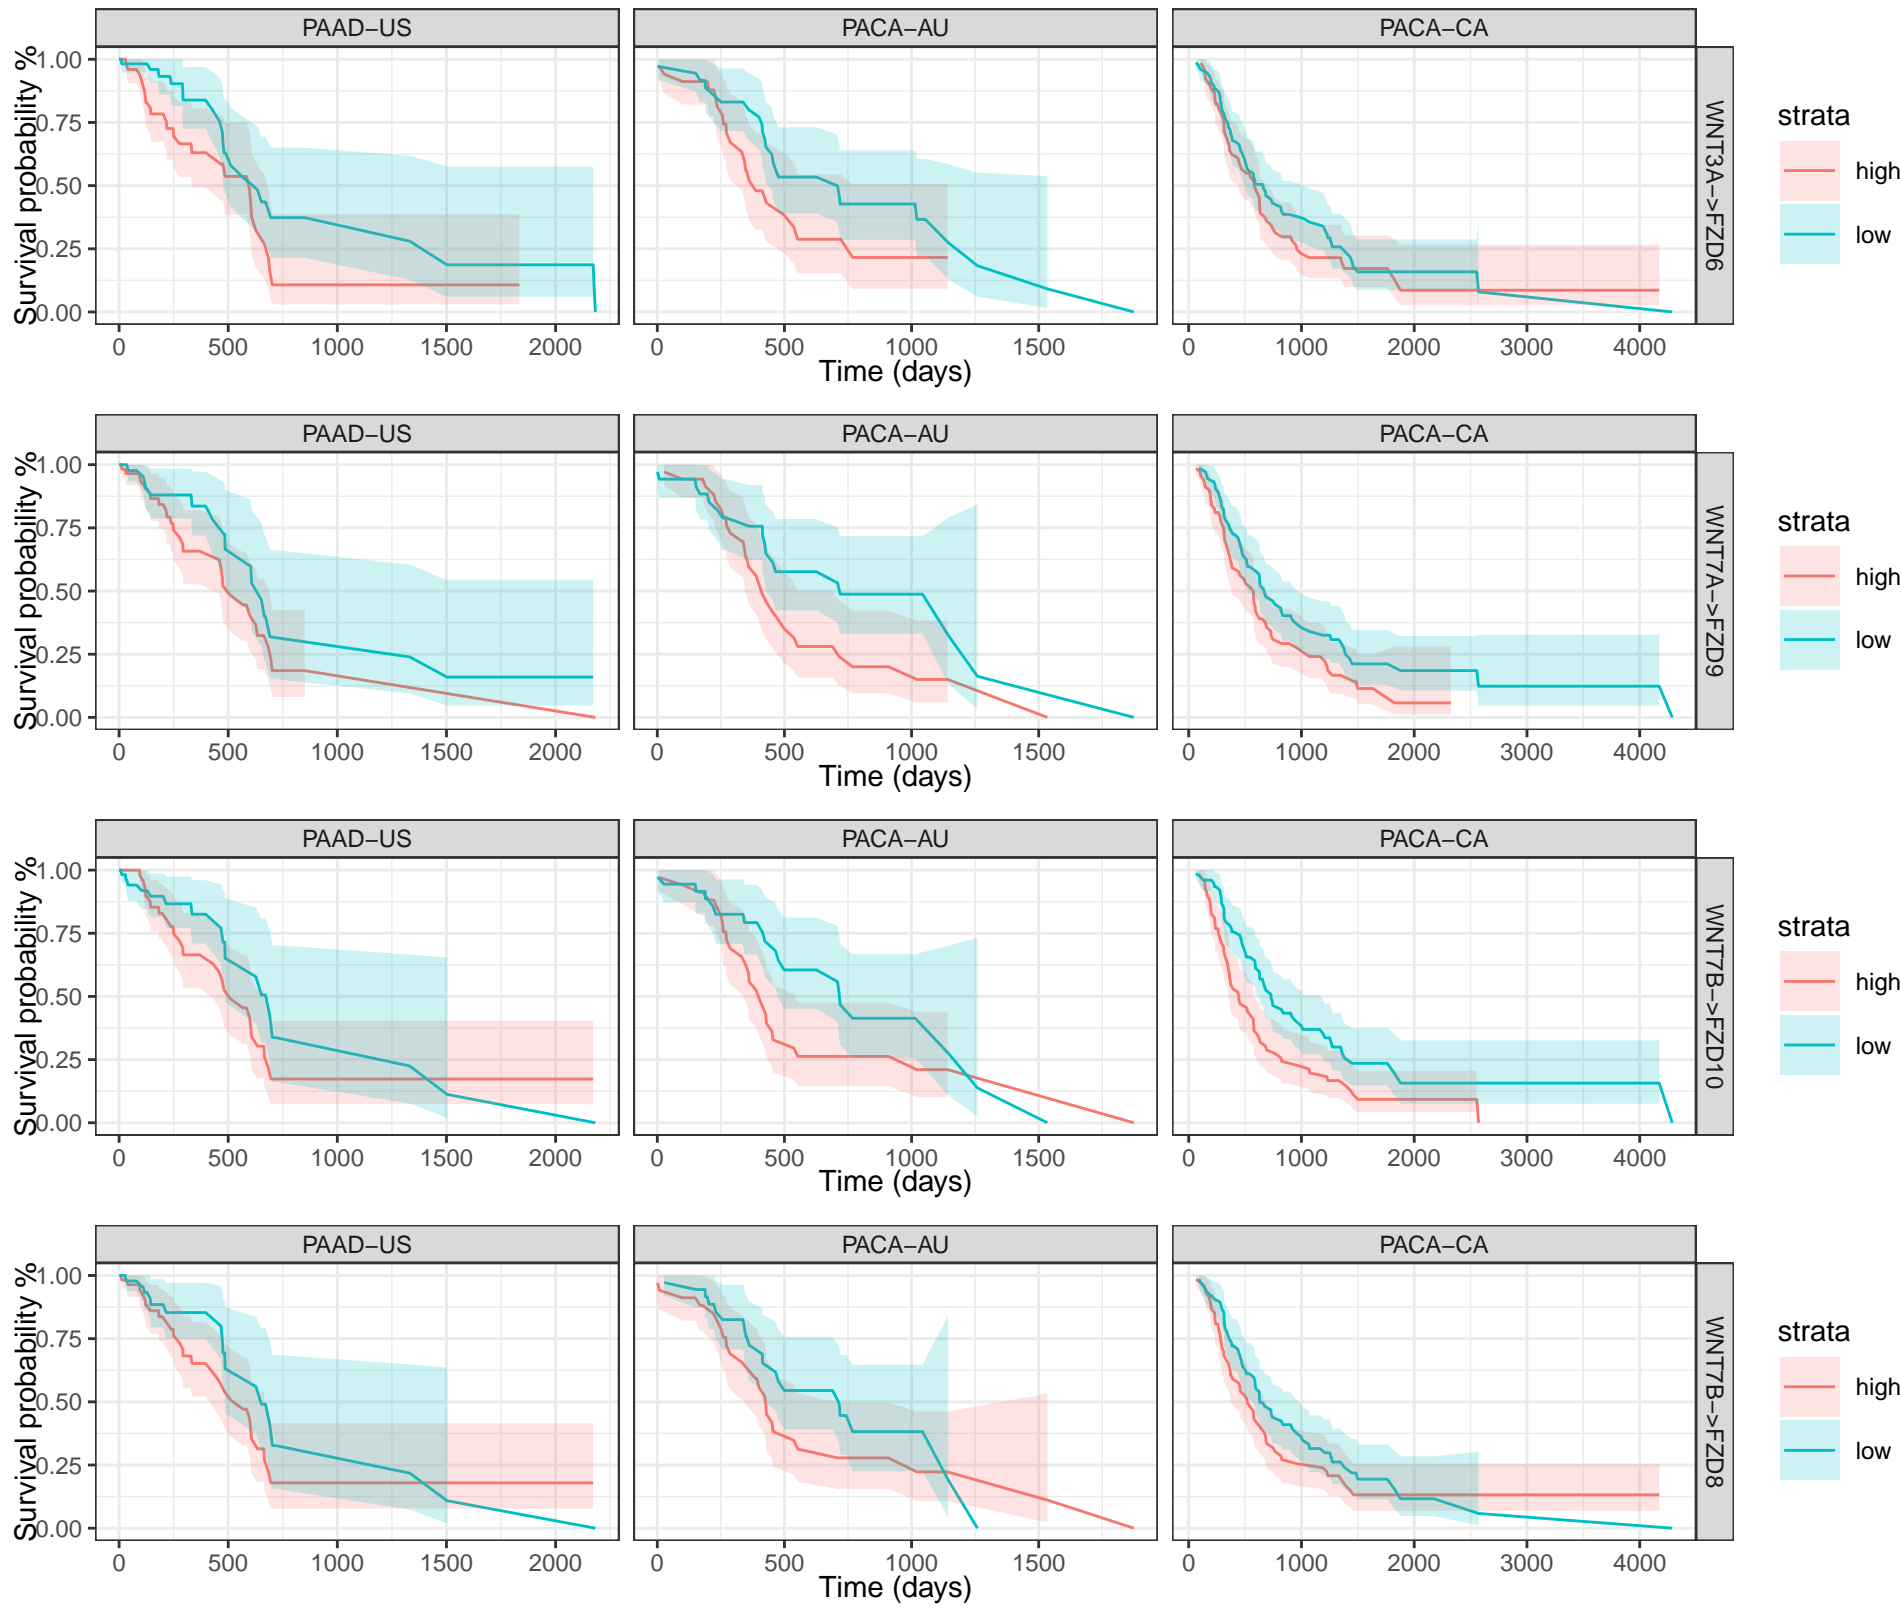 PAAD−US PACA−AU PACA−CA
Survival probability %
1.00
0.75
0.50
0.25
0.00
WNT3A−>FZD6
strata
high
low
0 500 1000 1500 2000 0 500 1000 1500 0 1000 2000 3000 4000
Time (days)
PAAD−US PACA−AU PACA−CA
Survival probability %
1.00
0.75
0.50
0.25
0.00
WNT7A−>FZD9
strata
high
low
0 500 1000 1500 2000 0 500 1000 1500 0 1000 2000 3000 4000
Time (days)
PAAD−US PACA−AU PACA−CA
Survival probability %
1.00
0.75
0.50
0.25
0.00
WNT7B−>FZD10
strata
high
low
0 500 1000 1500 2000 0 500 1000 1500 0 1000 2000 3000 4000
Time (days)
PAAD−US PACA−AU PACA−CA
Survival probability %
1.00
0.75
0.50
0.25
0.00
WNT7B−>FZD8
strata
high
low
0 500 1000 1500 2000 0 500 1000 1500 0 1000 2000 3000 4000
Time (days)